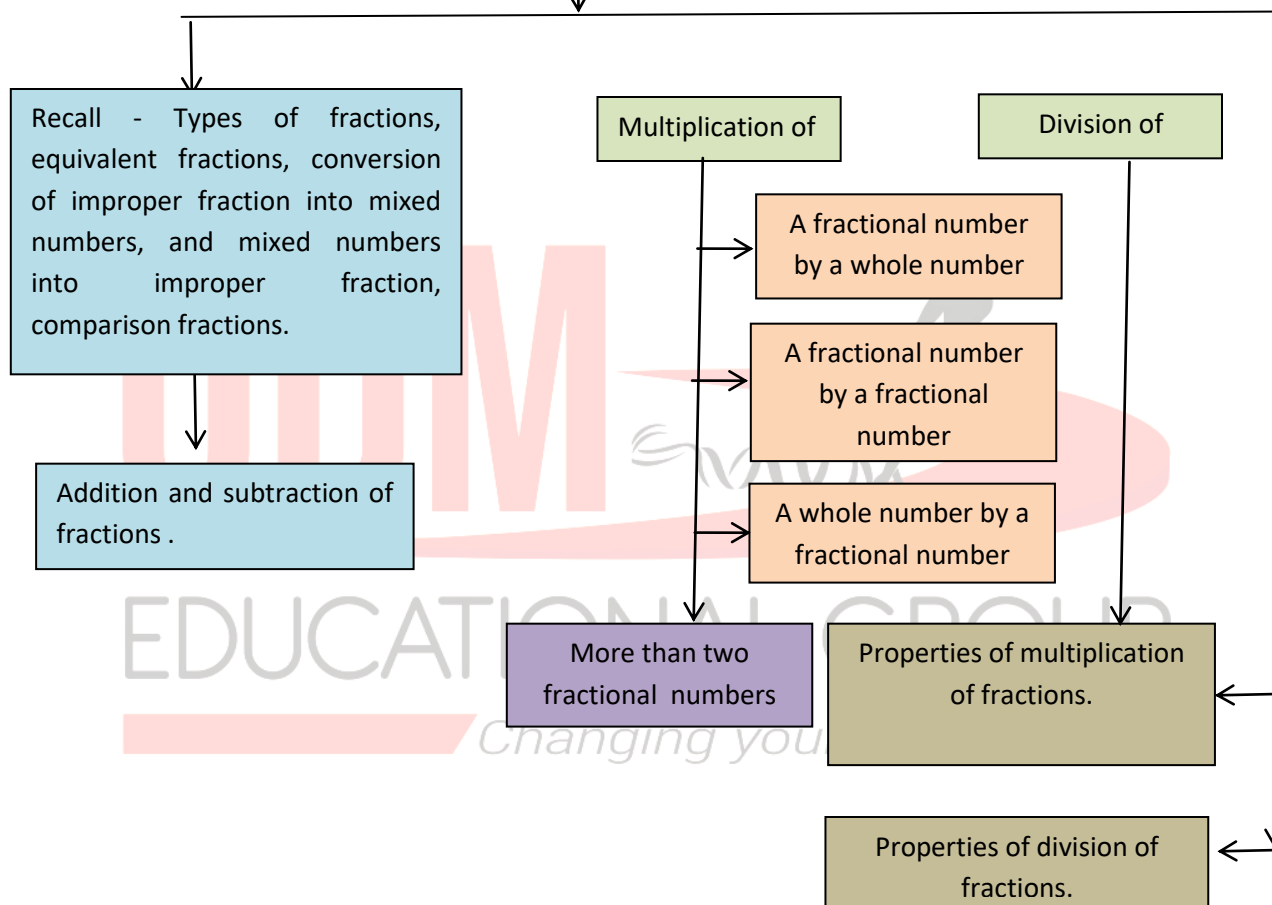 Recall - Types of fractions,
equivalent fractions, conversion
of improper fraction into mixed
numbers, and mixed numbers
into improper fraction,
comparison fractions.
Addition and subtraction of
fractions .
Multiplication of
A fractional number
by a whole number
A fractional number
by a fractional
number
A whole number by a
fractional number
More than two
fractional numbers
Division of
Properties of multiplication
of fractions.
Properties of division of
fractions.
EDUCATIONAL GROUP
Changing your